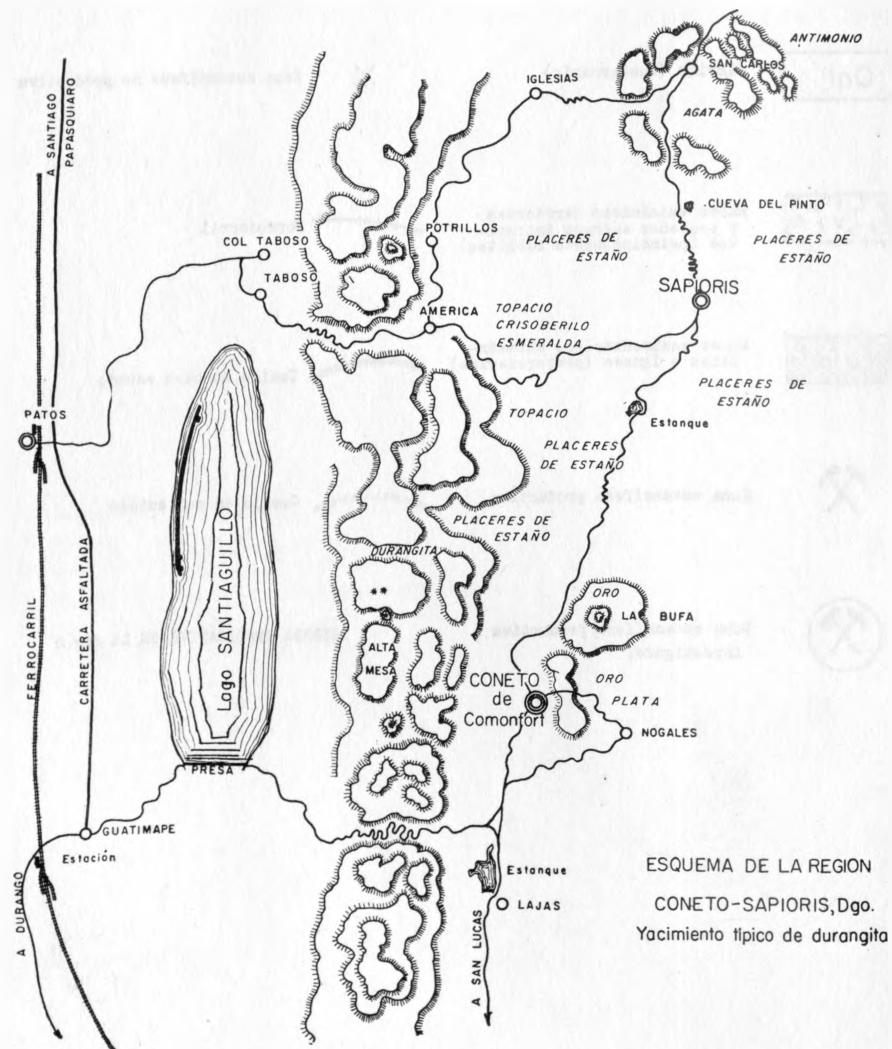 ANTIMONIO
SAN CARLOS
IGLESIAS
AGATA
A SANTIAGO
PAPASQUIARO
CUEVA DEL PINTO
COL TABOSO
POTRILLOS
PLACERES DE
ESTAÑO
PLACERES DE
ESTAÑO
TABOSO
SAPIORIS
AMERICA
TOPACIO
CRISOBERILO
ESMERALDA
PLACERES DE
ESTAÑO
PATOS
TOPACIO
Estanque
PLACERES
DE ESTAÑO
PLACERES DE
ESTAÑO
DURANGITA
**
FERROCARRIL
CARRETERA ASFALTADA
Lago SANTIAGUILLO
ORO
LA BUFA
ALTA
MESA
CONETO
de
Comonfort
ORO
PLATA
NOGALES
PRESA
GUATIMAPE
Estación
Estanque
LAJAS
A DURANGO
A SAN LUCAS
ESQUEMA DE LA REGION
CONETO-SAPIORIS, Dgo.
Yacimiento típico de durangita